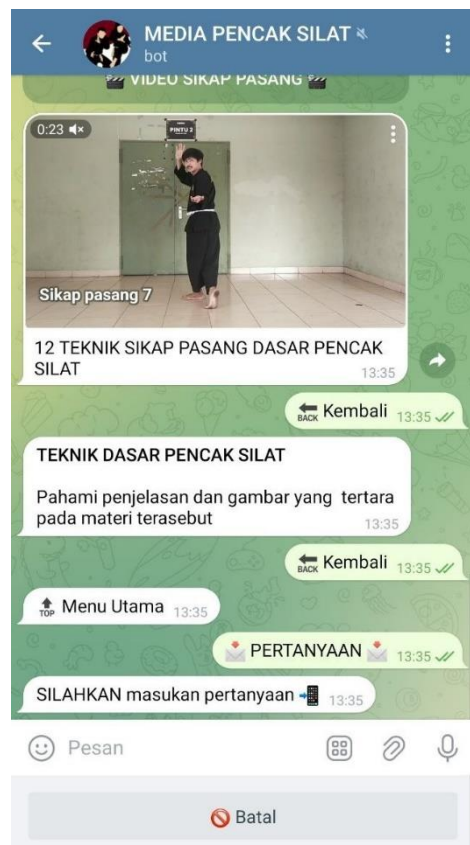 MEDIA PENCAK SILAT
bot
🎬 VIDEO SIKAP PASANG 🎬
0:23
PINTU 2
Sikap pasang 7
12 TEKNIK SIKAP PASANG DASAR PENCAK
SILAT
13:35
BACK Kembali 13:35
TEKNIK DASAR PENCAK SILAT
Pahami penjelasan dan gambar yang tertara
pada materi terasebut
13:35
BACK Kembali 13:35
TOP Menu Utama 13:35
📩 PERTANYAAN 📩 13:35
SILAHKAN masukan pertanyaan 📲 13:35
Pesan
🚫 Batal